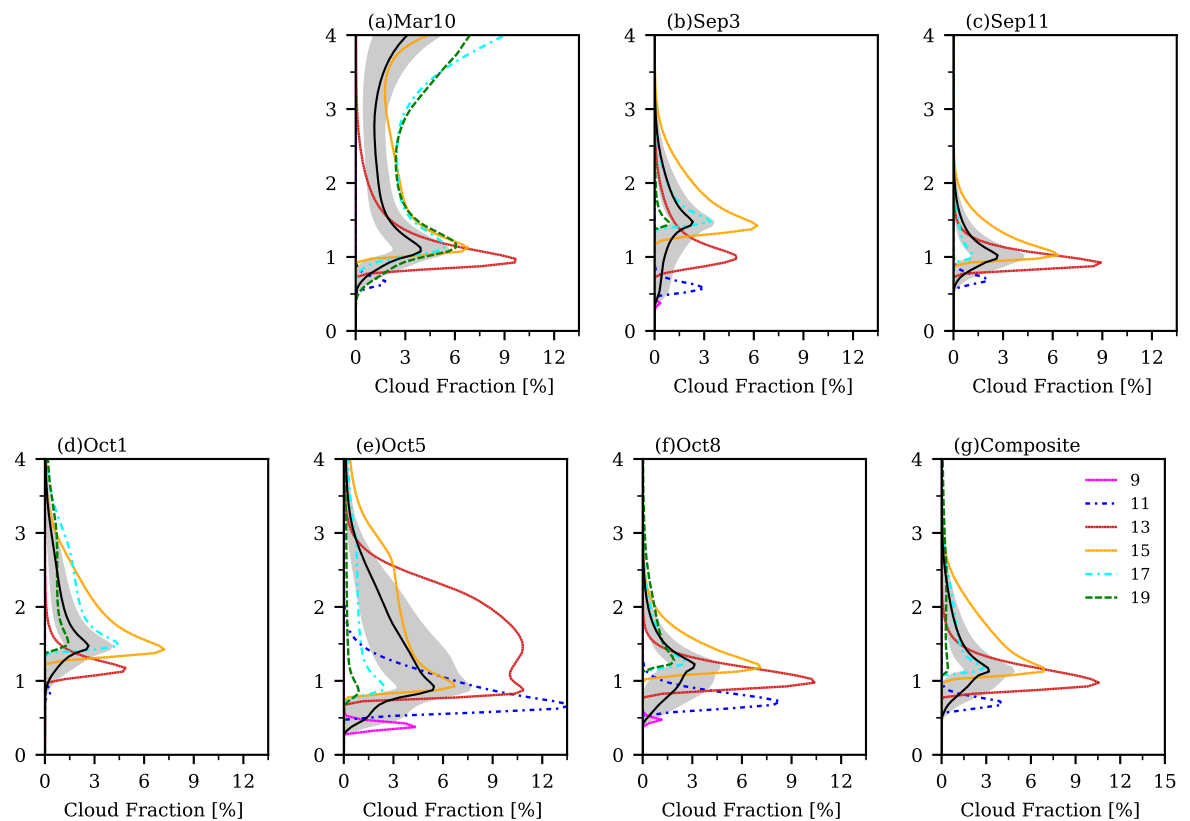 (a)Mar10 (b)Sep3 (c)Sep11
4 4 4
3 3 3
2 2 2
1 1 1
0 0 0
0 3 6 9 12 0 3 6 9 12 0 3 6 9 12
Cloud Fraction [%] Cloud Fraction [%] Cloud Fraction [%]
(d)Oct1 (e)Oct5 (f)Oct8 (g)Composite
4 4 4 4
9
11
3 3 3 3
13
15
17
2 2 2 2
19
1 1 1 1
0 0 0 0
0 3 6 9 12 0 3 6 9 12 0 3 6 9 12 0 3 6 9 12 15
Cloud Fraction [%] Cloud Fraction [%] Cloud Fraction [%] Cloud Fraction [%]